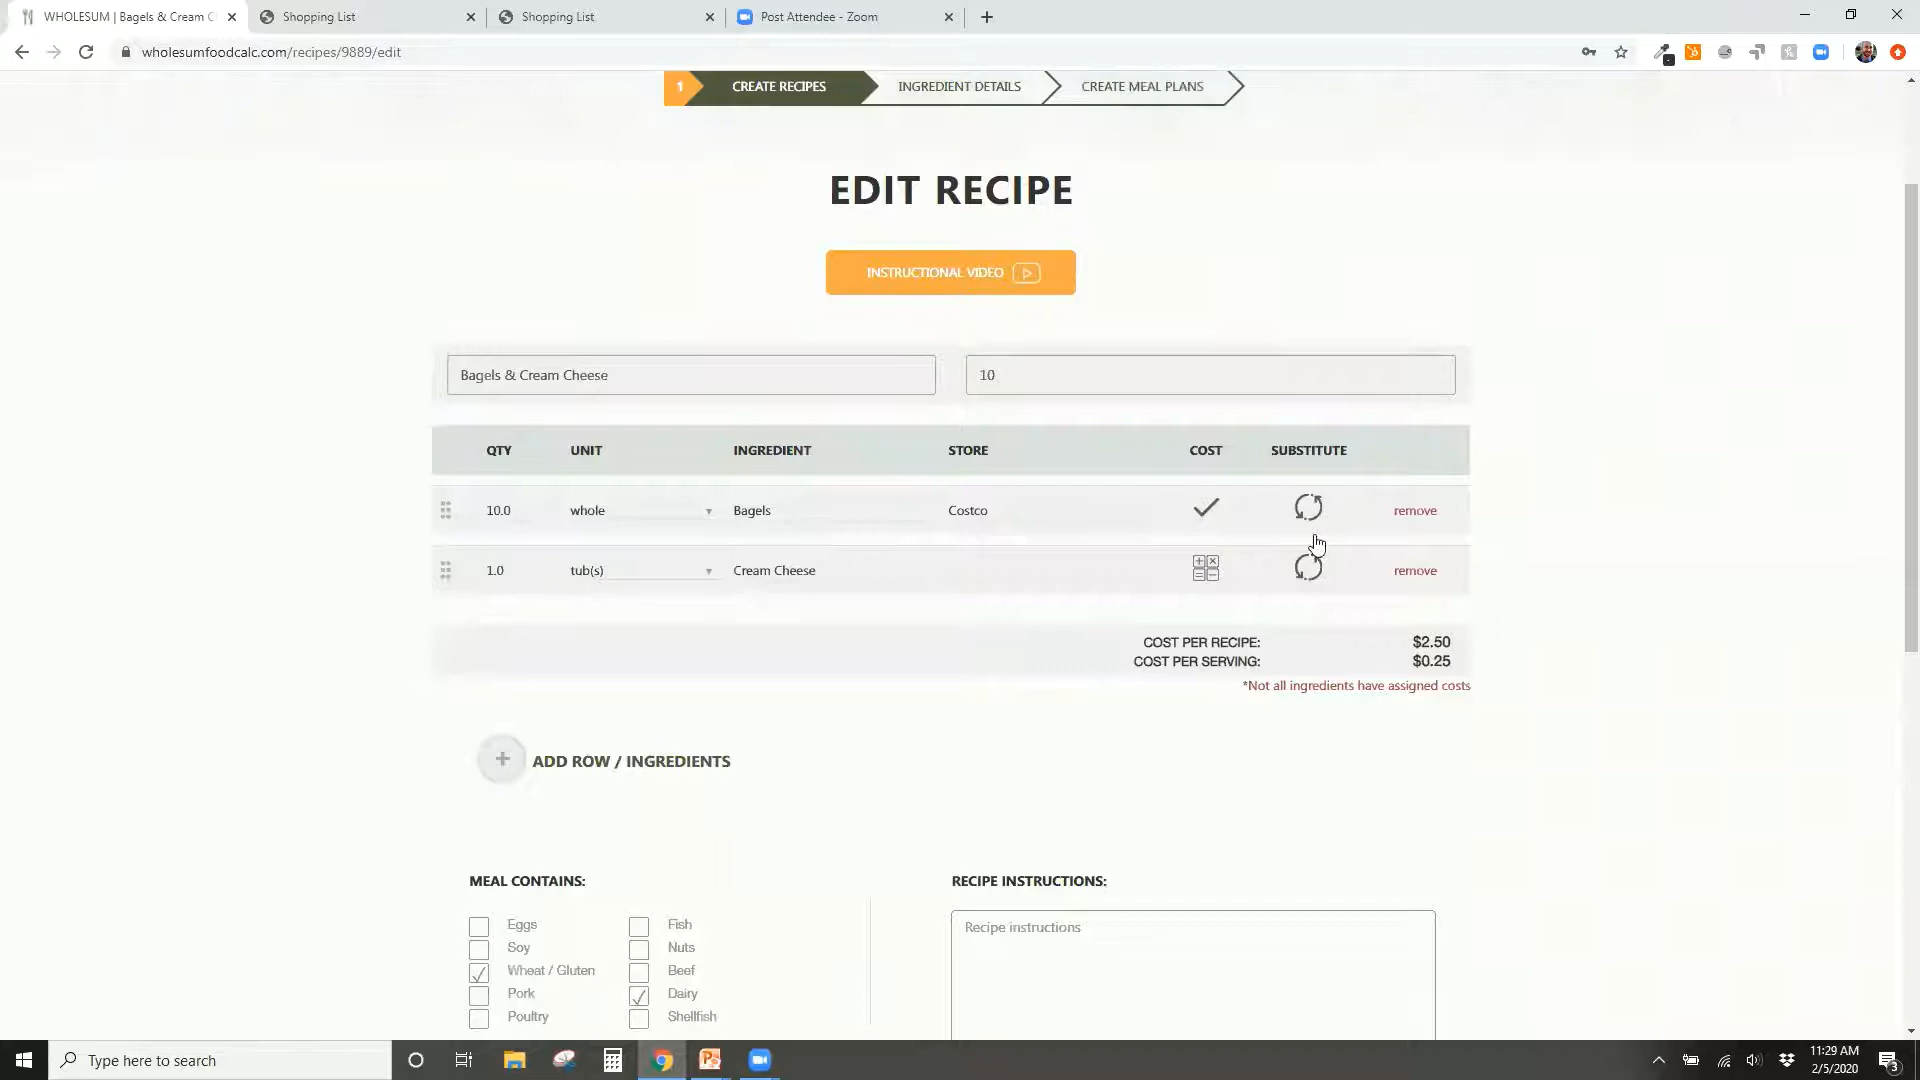 WHOLESUM | Bagels & Cream C
Shopping List
Shopping List
Post Attendee - Zoom
wholesumfoodcalc.com/recipes/9889/edit
1 CREATE RECIPES INGREDIENT DETAILS CREATE MEAL PLANS
EDIT RECIPE
INSTRUCTIONAL VIDEO
Bagels & Cream Cheese 10
QTY UNIT INGREDIENT STORE COST SUBSTITUTE
10.0 whole Bagels Costco remove
1.0 tub(s) Cream Cheese remove
COST PER RECIPE: $2.50
COST PER SERVING: $0.25
*Not all ingredients have assigned costs
+ ADD ROW / INGREDIENTS
MEAL CONTAINS: RECIPE INSTRUCTIONS:
Eggs Fish Recipe instructions
Soy Nuts
Wheat / Gluten Beef
Pork Dairy
Poultry Shellfish
Type here to search
11:29 AM
2/5/2020
3